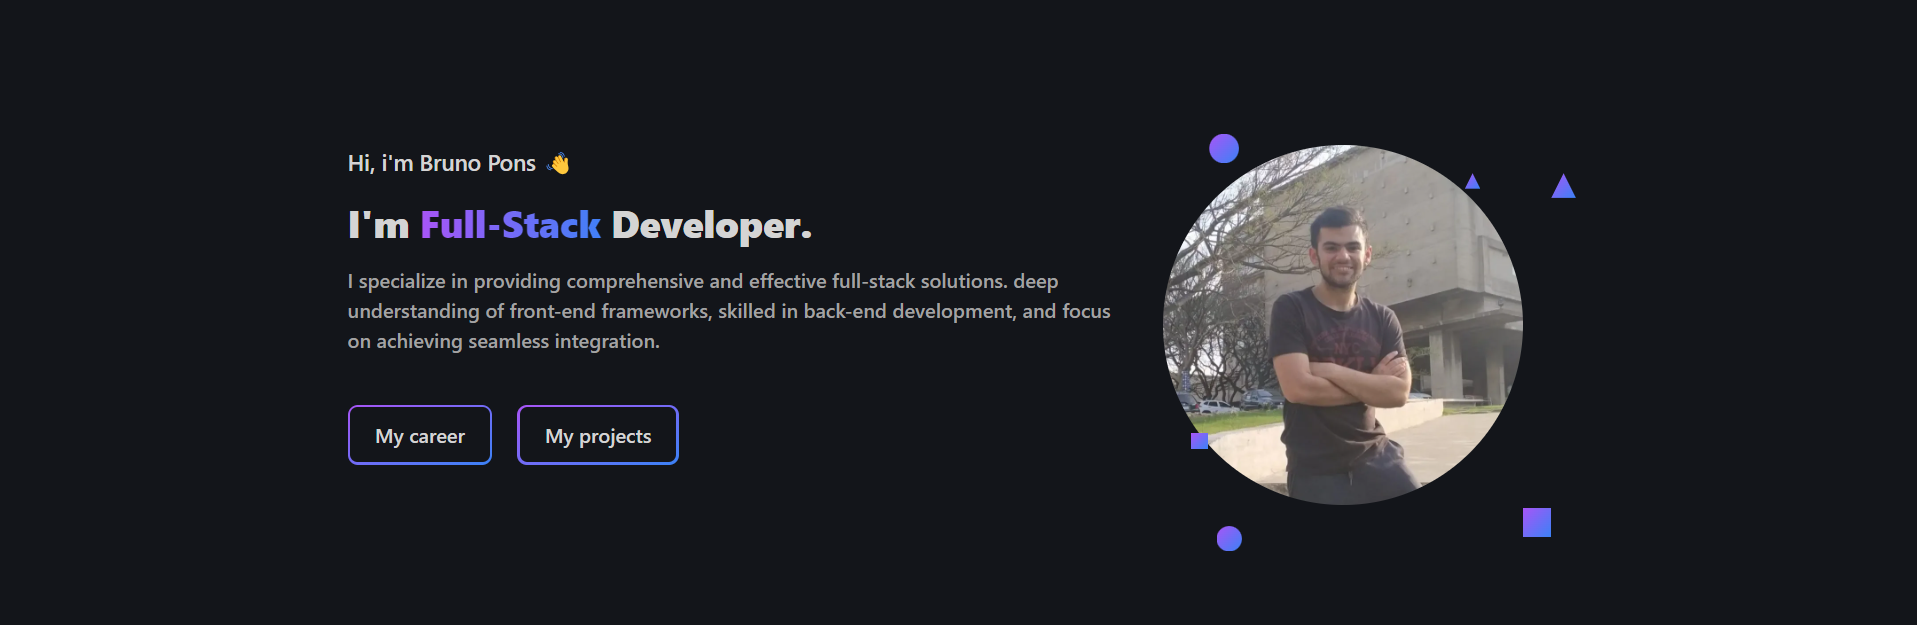 Hi, i'm Bruno Pons 👋
I'm Full-Stack Developer.
I specialize in providing comprehensive and effective full-stack solutions. deep
understanding of front-end frameworks, skilled in back-end development, and focus
on achieving seamless integration.
My career
My projects